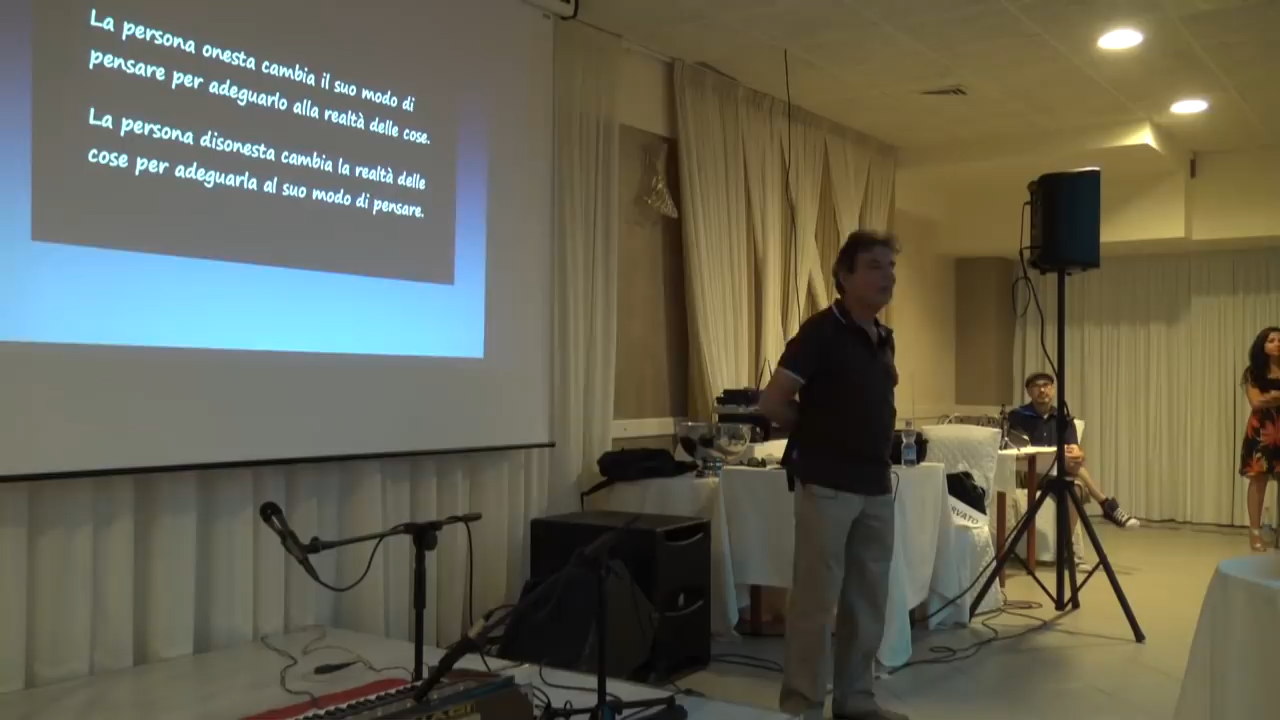 La persona onesta cambia il suo modo di
pensare per adeguarlo alla realtà delle cose.
La persona disonesta cambia la realtà delle
cose per adeguarla al suo modo di pensare.
RVATO